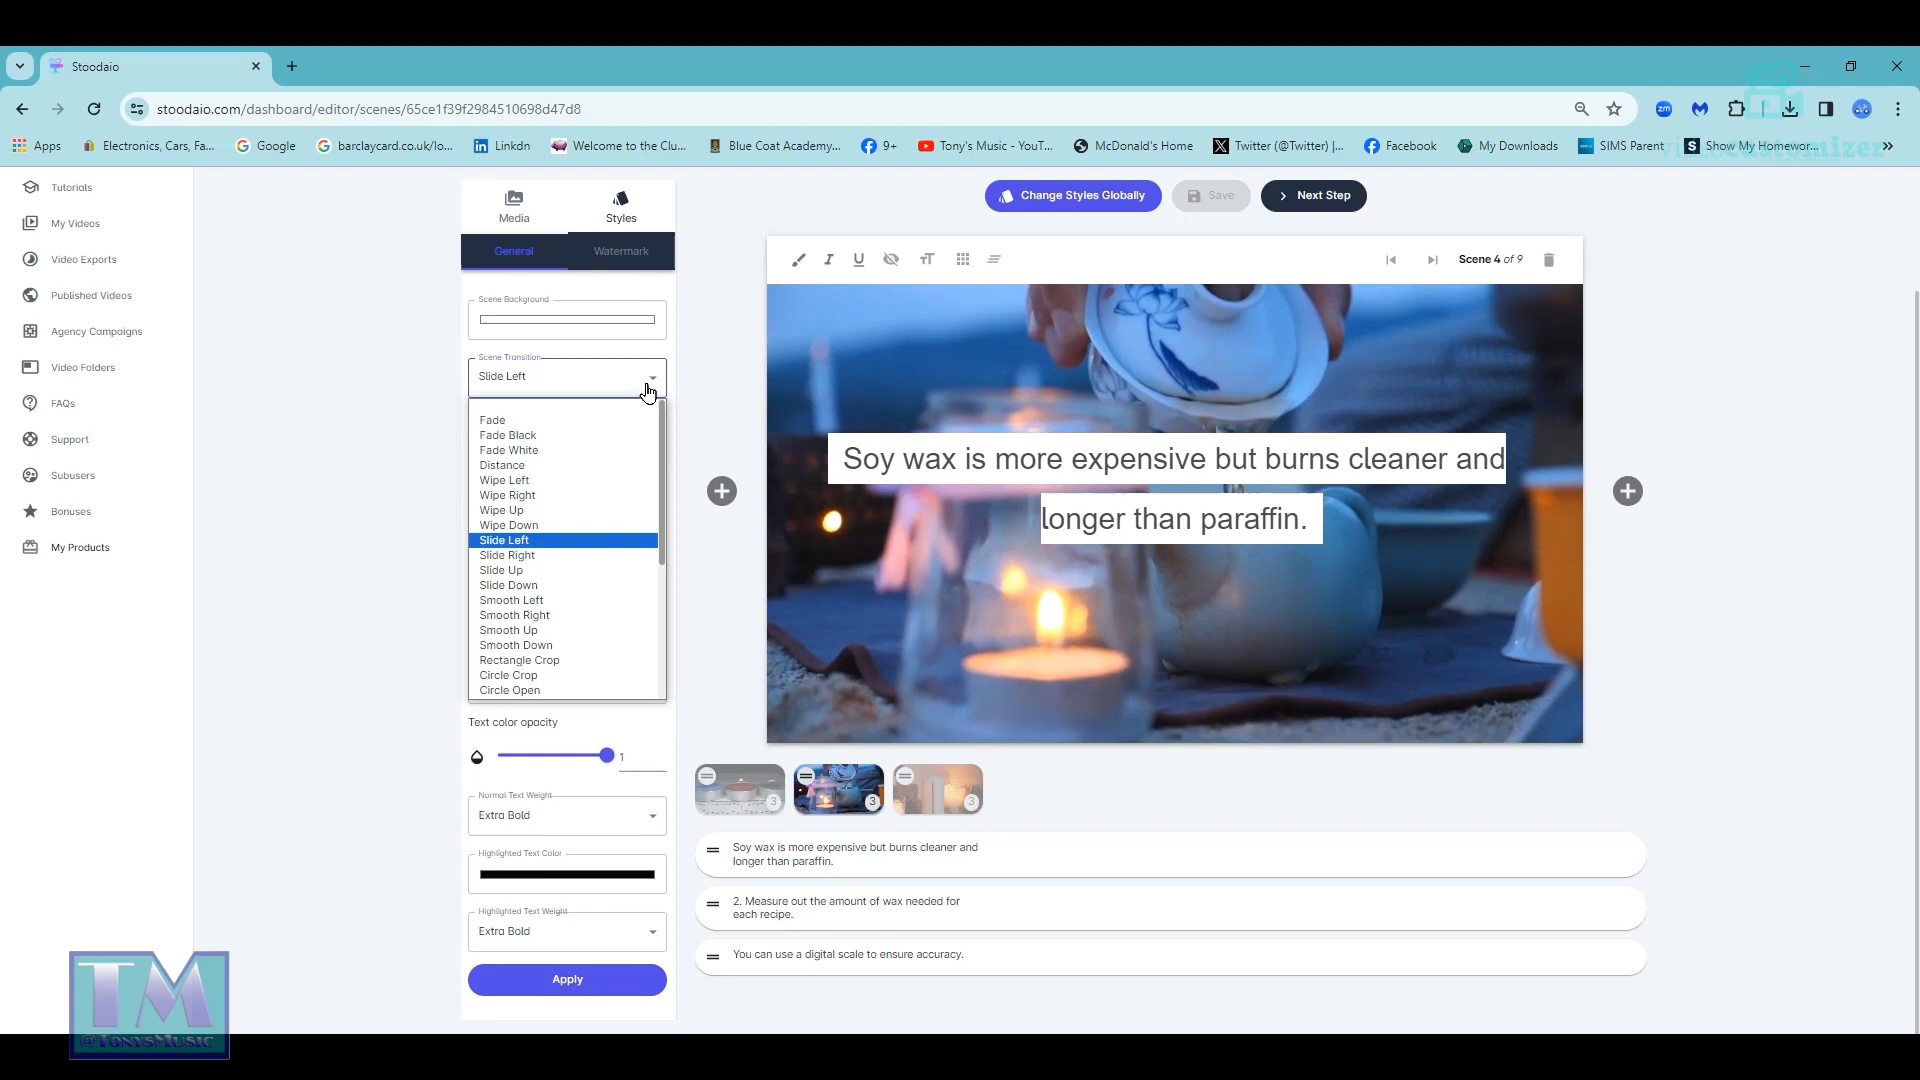 Stoodaio
stoodaio.com/dashboard/editor/scenes/65ce1f39f2984510698d47d8
zm
Apps
Electronics, Cars, Fa...
Google
barclaycard.co.uk/lo...
Linkdn
Welcome to the Clu...
Blue Coat Academy...
9+
Tony's Music - YouT...
McDonald's Home
Twitter (@Twitter) |...
Facebook
My Downloads
SIMS Parent
Show My Homewor...
»
Tutorials
My Videos
Video Exports
Published Videos
Agency Campaigns
Video Folders
FAQs
Support
Subusers
Bonuses
My Products
Media
Styles
General
Watermark
Scene Background
Scene Transition
Slide Left
Fade
Fade Black
Fade White
Distance
Wipe Left
Wipe Right
Wipe Up
Wipe Down
Slide Left
Slide Right
Slide Up
Slide Down
Smooth Left
Smooth Right
Smooth Up
Smooth Down
Rectangle Crop
Circle Crop
Circle Open
Text color opacity
1
Normal Text Weight
Extra Bold
Highlighted Text Color
Highlighted Text Weight
Extra Bold
Apply
Change Styles Globally
Save
Next Step
Scene 4 of 9
Soy wax is more expensive but burns cleaner and
longer than paraffin.
3
3
3
Soy wax is more expensive but burns cleaner and
longer than paraffin.
2. Measure out the amount of wax needed for
each recipe.
You can use a digital scale to ensure accuracy.
TM
@TonysMusic